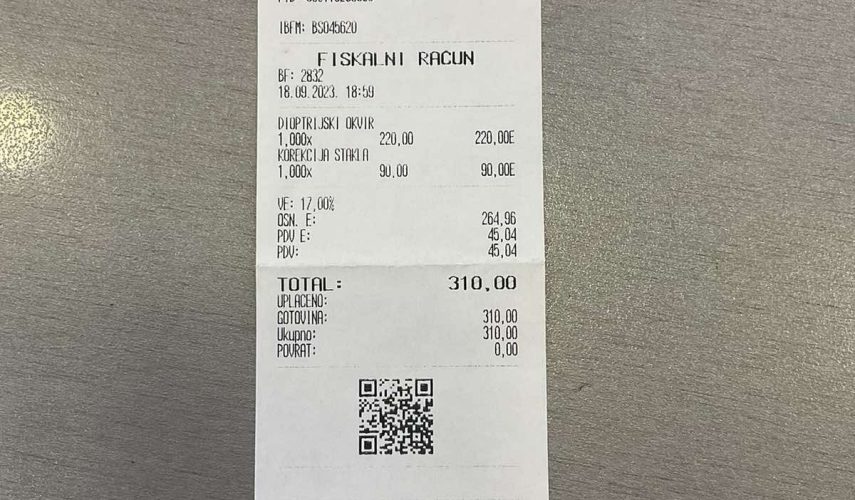 IBFM: BS045620
FISKALNI RAČUN
BF: 2832
18.09.2023. 18:59
DIOPTRIJSKI OKVIR
1,000x 220,00 220,00E
KOREKCIJA STAKLA
1,000x 90,00 90,00E
VE: 17,00%
OSN. E: 264,96
PDV E: 45,04
PDV: 45,04
TOTAL: 310,00
UPLAĆENO:
GOTOVINA: 310,00
Ukupno: 310,00
POVRAT: 0,00